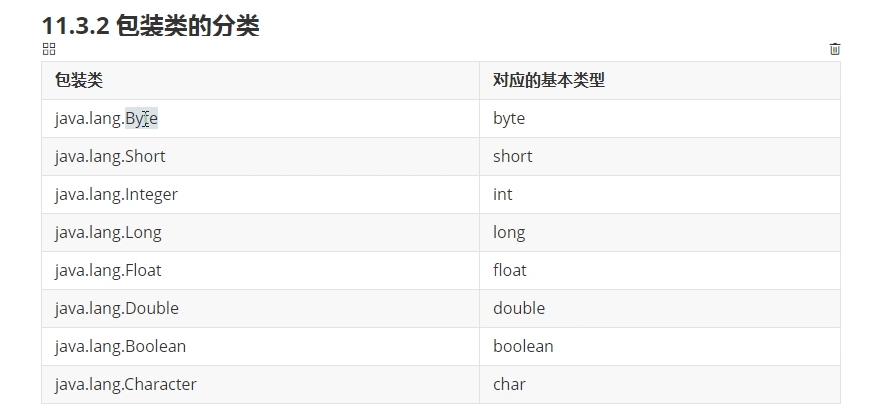 11.3.2 包装类的分类
包装类 对应的基本类型
java.lang.Byte byte
java.lang.Short short
java.lang.Integer int
java.lang.Long long
java.lang.Float float
java.lang.Double double
java.lang.Boolean boolean
java.lang.Character char